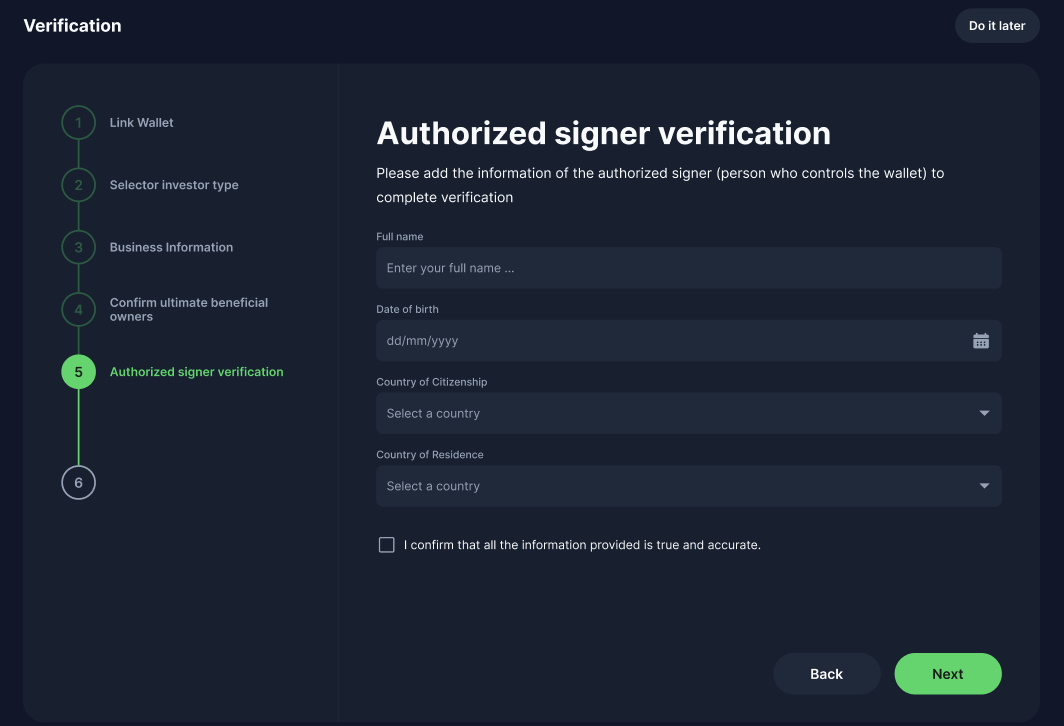 Verification
Do it later
1
Link Wallet
2
Selector investor type
3
Business Information
4
Confirm ultimate beneficial
owners
5
Authorized signer verification
6
Authorized signer verification
Please add the information of the authorized signer (person who controls the wallet) to
complete verification
Full name
Enter your full name ...
Date of birth
dd/mm/yyyy
Country of Citizenship
Select a country
Country of Residence
Select a country
I confirm that all the information provided is true and accurate.
Back
Next